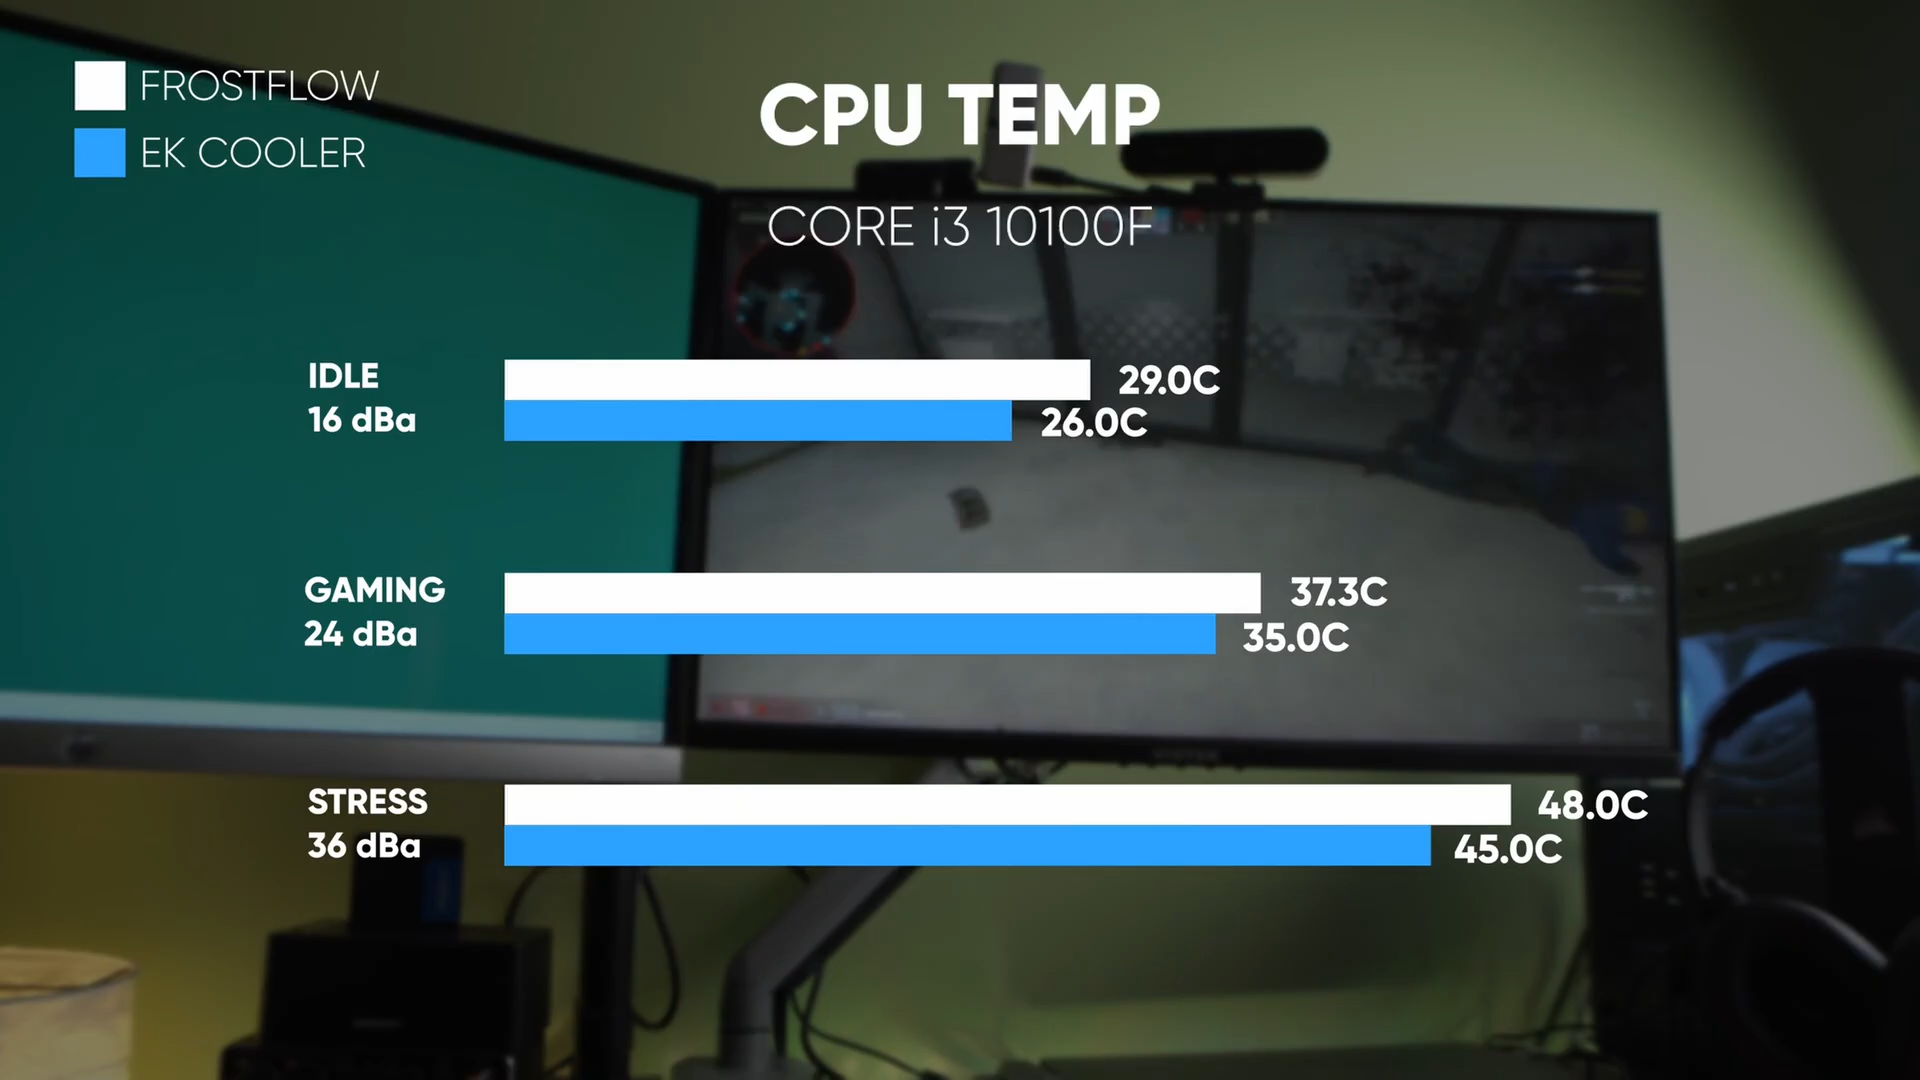 FROSTFLOW
EK COOLER
CPU TEMP
CORE i3 10100F
IDLE
16 dBa
29.0C
26.0C
GAMING
24 dBa
37.3C
35.0C
STRESS
36 dBa
48.0C
45.0C